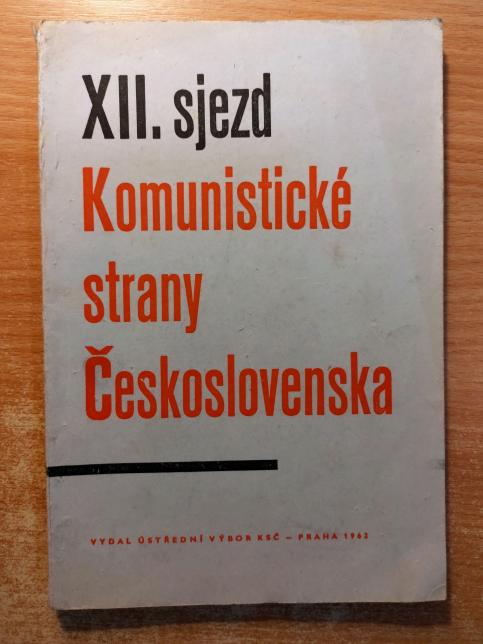 XII. sjezd
Komunistické
strany
Československa
VYDAL ÚSTŘEDNÍ VÝBOR KSČ – PRAHA 1962